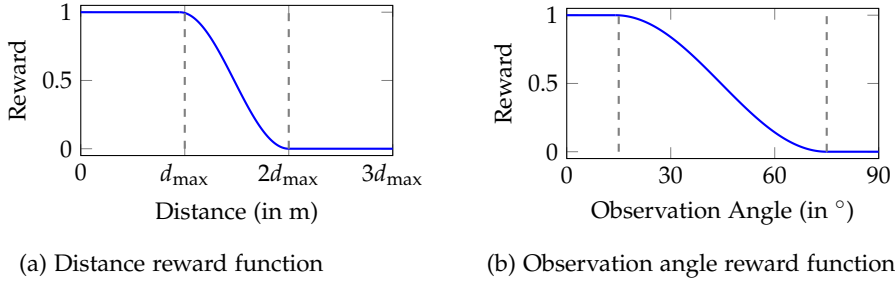 1
0.5
0
Reward
0 d_max 2d_max 3d_max
Distance (in m)
(a) Distance reward function
1
0.5
0
Reward
0 30 60 90
Observation Angle (in °)
(b) Observation angle reward function